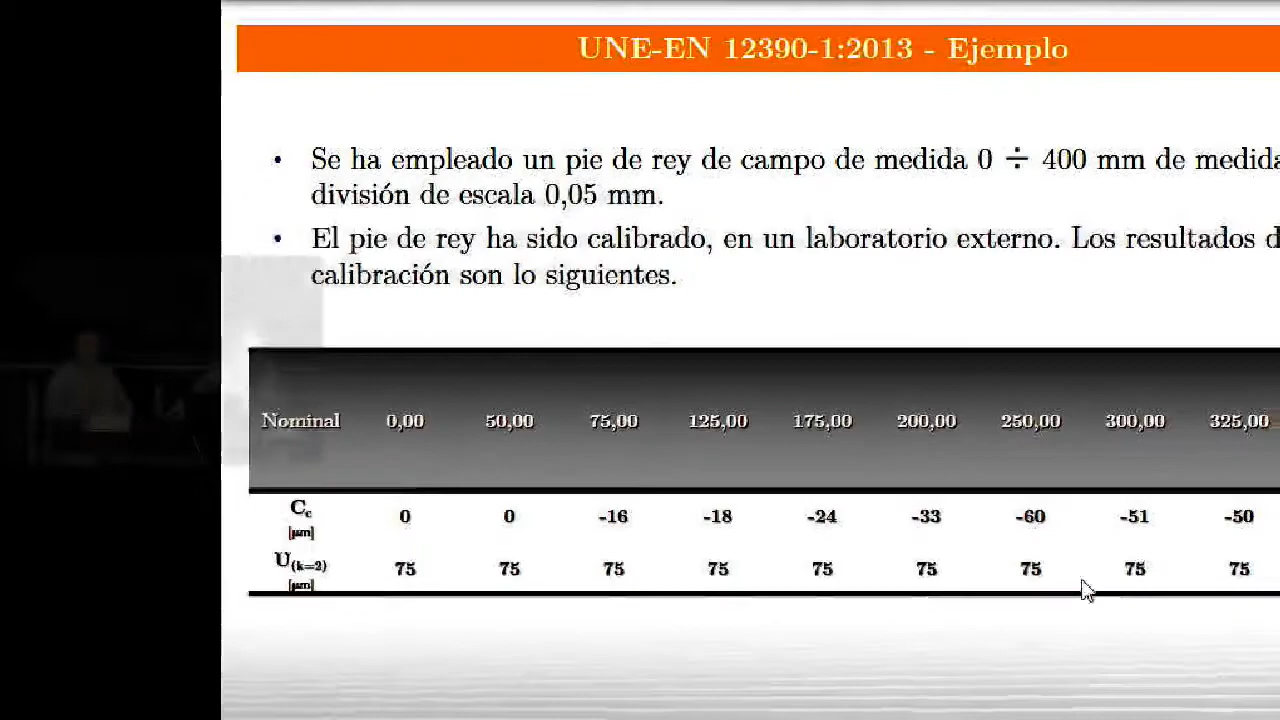 UNE-EN 12390-1:2013 - Ejemplo
• Se ha empleado un pie de rey de campo de medida 0 ÷ 400 mm de medida
división de escala 0,05 mm.
• El pie de rey ha sido calibrado, en un laboratorio externo. Los resultados d
calibración son lo siguientes.
Nominal 0,00 50,00 75,00 125,00 175,00 200,00 250,00 300,00 325,00
Cc 0 0 -16 -18 -24 -33 -60 -51 -50
[µm]
U(k=2) 75 75 75 75 75 75 75 75 75
[µm]